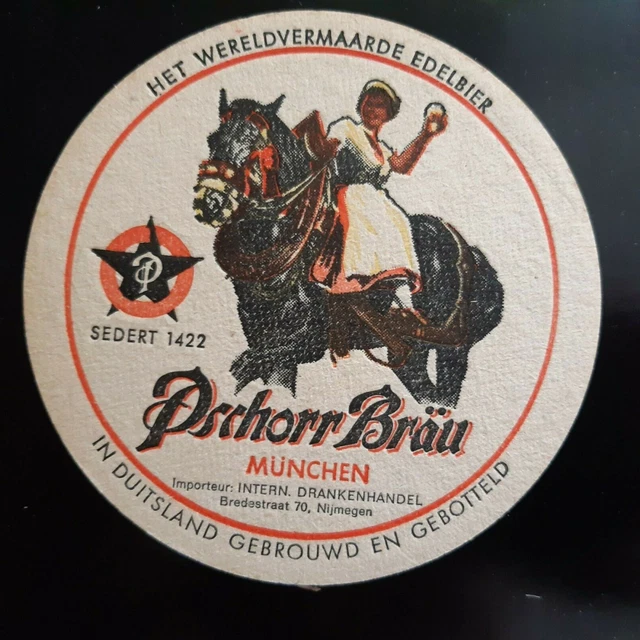 HET WERELDVERMAARDE EDELBIER
P
SEDERT 1422
Pschorr Bräu
MÜNCHEN
Importeur: INTERN. DRANKENHANDEL
Bredestraat 70, Nijmegen
IN DUITSLAND GEBROUWD EN GEBOTTELD